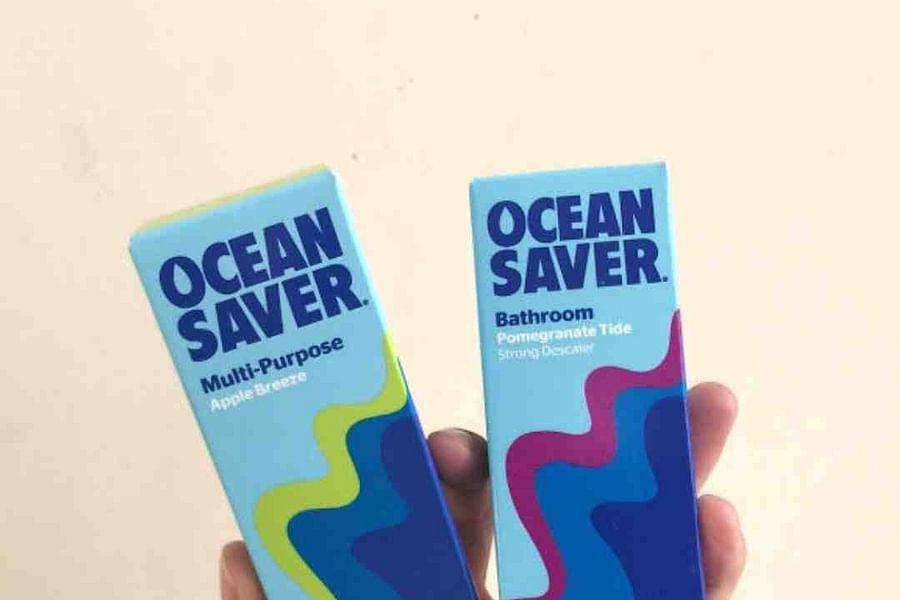 OCEAN
SAVER.
Multi-Purpose
Apple Breeze
OCEAN
SAVER.
Bathroom
Pomegranate Tide
Strong Descaler